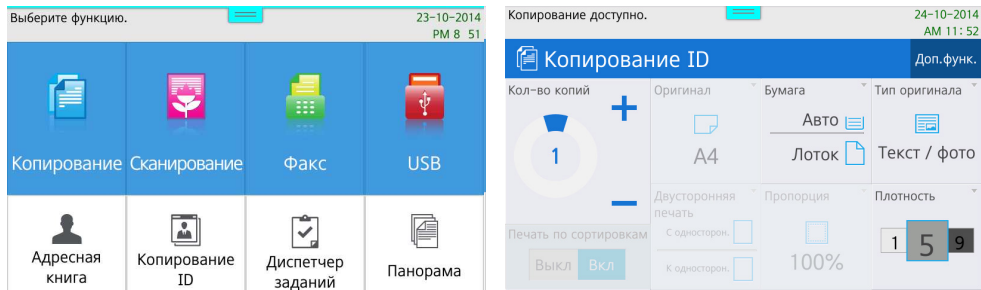 Выберите функцию.
23-10-2014
PM 8 51
Копирование
Сканирование
Факс
USB
Адресная
книга
Копирование
ID
Диспетчер
заданий
Панорама
Копирование доступно.
24-10-2014
AM 11:52
Копирование ID
Доп.функ.
Кол-во копий
1
Оригинал
A4
Бумага
Авто
Лоток
Тип оригинала
Текст / фото
Печать по сортировкам
Выкл Вкл
Двусторонняя
печать
С односторон.
К односторон.
Пропорция
100%
Плотность
1 5 9